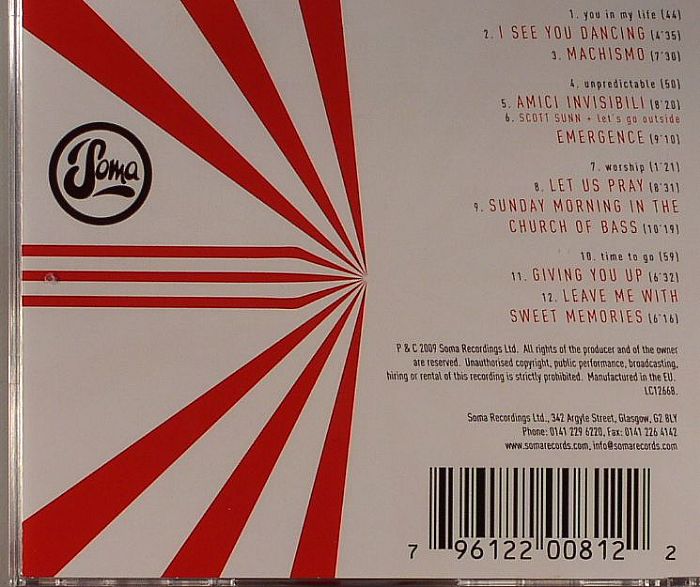 1. you in my life (44)
2. I SEE YOU DANCING (4'35)
3. MACHISMO (7'30)
4. unpredictable (50)
5. AMICI INVISIBILI (8'20)
6. SCOTT SUNN + let's go outside
EMERGENCE (9'10)
7. worship (1'21)
8. LET US PRAY (8'31)
9. SUNDAY MORNING IN THE
CHURCH OF BASS (10'19)
10. time to go (59)
11. GIVING YOU UP (6'32)
12. LEAVE ME WITH
SWEET MEMORIES (6'16)
Soma
P & C 2009 Soma Recordings Ltd. All rights of the producer and of the owner
are reserved. Unauthorised copyright, public performance, broadcasting,
hiring or rental of this recording is strictly prohibited. Manufactured in the EU.
LC12668.
Soma Recordings Ltd., 342 Argyle Street, Glasgow, G2 8LY
Phone: 0141 229 6220, Fax: 0141 226 4142
www.somarecords.com, info@somarecords.com
7 96122 00812 2